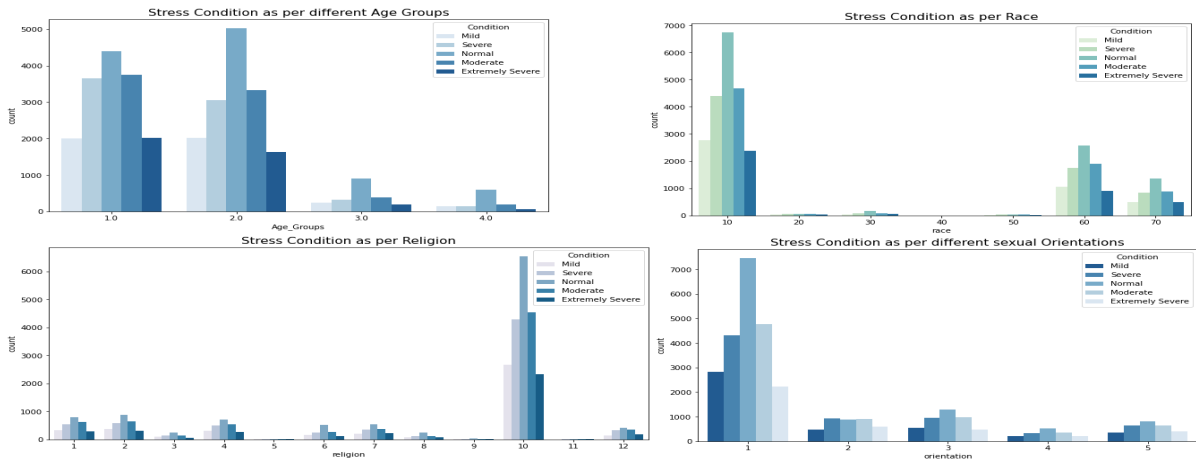 Stress Condition as per different Age Groups
Condition
Mild
Severe
Normal
Moderate
Extremely Severe
5000
4000
3000
2000
1000
0
count
1.0 2.0 3.0 4.0
Age_Groups
Stress Condition as per Race
Condition
Mild
Severe
Normal
Moderate
Extremely Severe
7000
6000
5000
4000
3000
2000
1000
0
count
10 20 30 40 50 60 70
race
Stress Condition as per Religion
Condition
Mild
Severe
Normal
Moderate
Extremely Severe
6000
5000
4000
3000
2000
1000
0
count
1 2 3 4 5 6 7 8 9 10 11 12
religion
Stress Condition as per different sexual Orientations
Condition
Mild
Severe
Normal
Moderate
Extremely Severe
7000
6000
5000
4000
3000
2000
1000
0
count
1 2 3 4 5
orientation